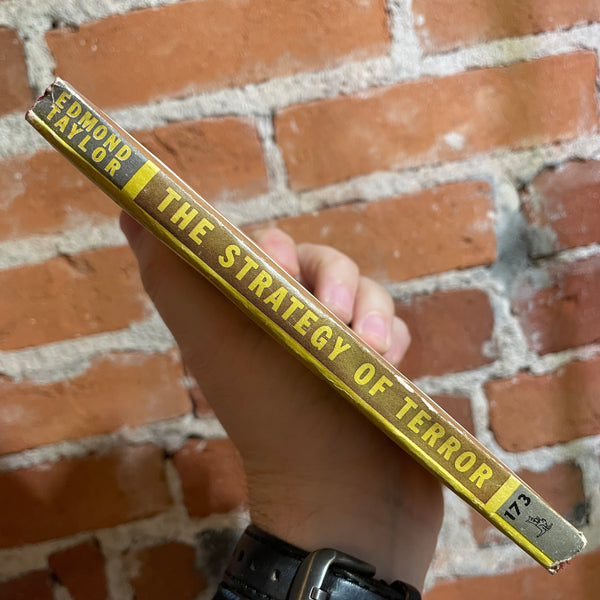 EDMOND
TAYLOR
THE STRATEGY OF TERROR
173